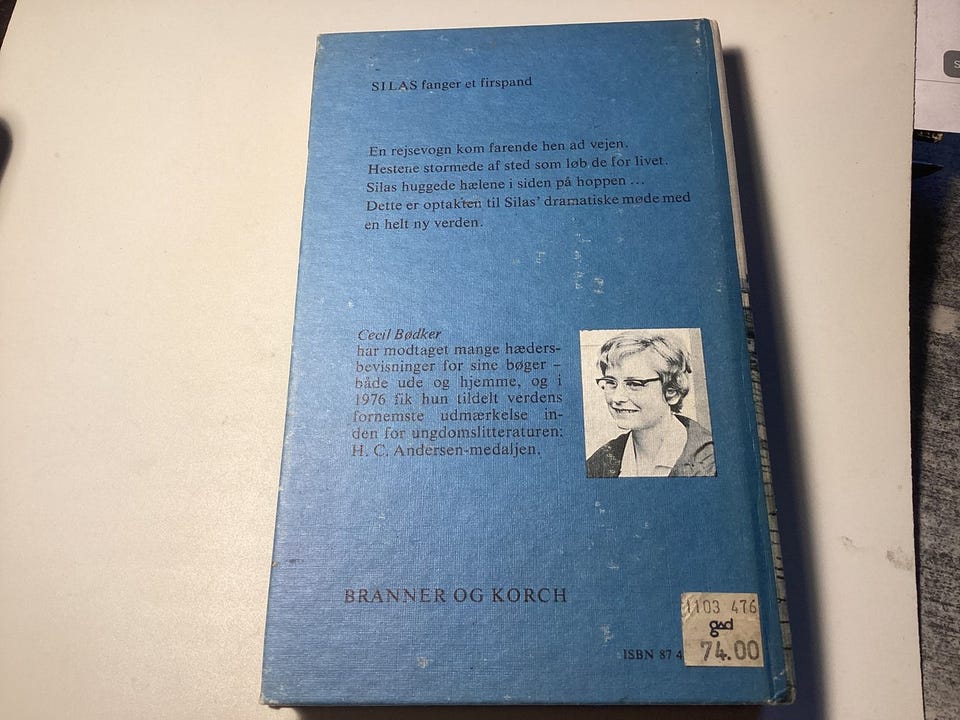 SILAS fanger et firspand
En rejsevogn kom farende hen ad vejen.
Hestene stormede af sted som løb de for livet.
Silas huggede hælene i siden på hoppen ...
Dette er optakten til Silas’ dramatiske møde med
en helt ny verden.
Cecil Bødker
har modtaget mange hæders-
bevisninger for sine bøger –
både ude og hjemme, og i
1976 fik hun tildelt verdens
fornemste udmærkelse in-
den for ungdomslitteraturen:
H. C. Andersen-medaljen.
BRANNER OG KORCH
1103 476
gad
74.00
ISBN 87 4